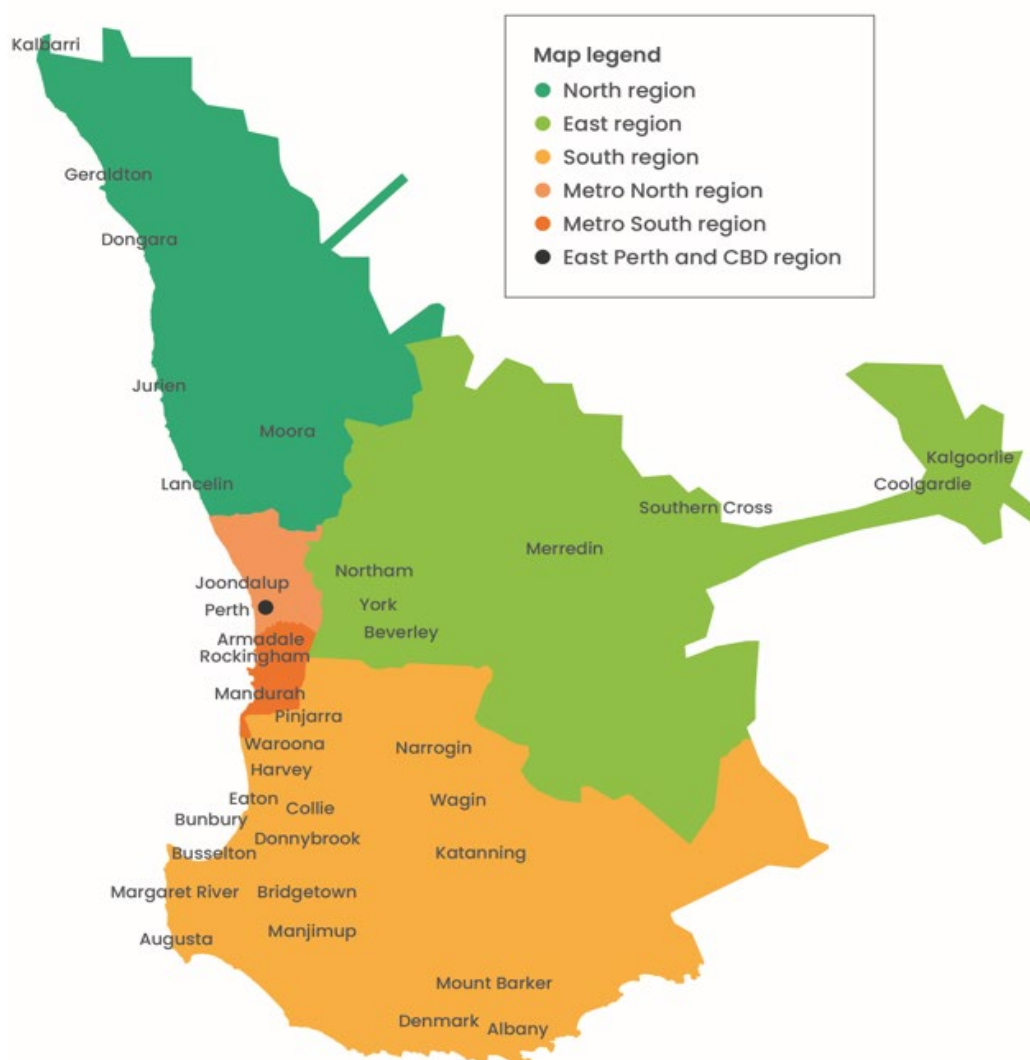 Map legend
North region
East region
South region
Metro North region
Metro South region
East Perth and CBD region
Kalbarri
Geraldton
Dongara
Jurien
Moora
Lancelin
Kalgoorlie
Coolgardie
Southern Cross
Merredin
Northam
Joondalup
York
Perth
Beverley
Armadale
Rockingham
Mandurah
Pinjarra
Waroona
Narrogin
Harvey
Eaton
Wagin
Collie
Bunbury
Donnybrook
Busselton
Katanning
Margaret River
Bridgetown
Manjimup
Augusta
Mount Barker
Denmark
Albany